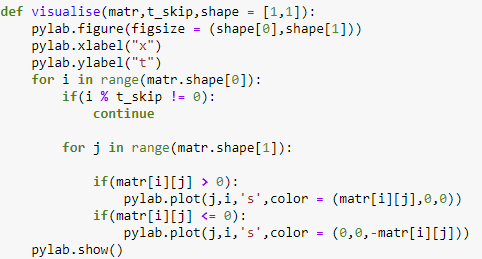 def visualise(matr,t_skip,shape = [1,1]):
    pylab.figure(figsize = (shape[0],shape[1]))
    pylab.xlabel("x")
    pylab.ylabel("t")
    for i in range(matr.shape[0]):
        if(i % t_skip != 0):
            continue

        for j in range(matr.shape[1]):

            if(matr[i][j] > 0):
                pylab.plot(j,i,'s',color = (matr[i][j],0,0))
            if(matr[i][j] <= 0):
                pylab.plot(j,i,'s',color = (0,0,-matr[i][j]))
    pylab.show()